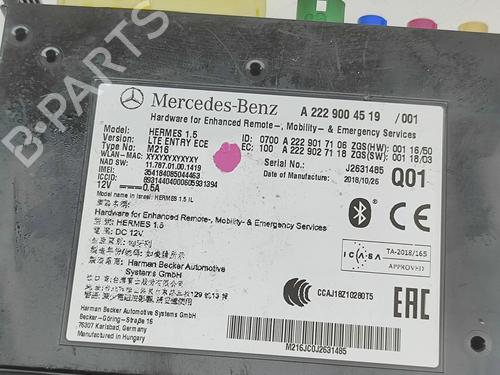 Mercedes-Benz A 222 900 45 19 /001
Hardware for Enhanced Remote-, Mobility- & Emergency Services
Model: HERMES 1.5 ID: 0700 A 222 901 71 06 ZGS(HW) 001 16/50
Version: LTE ENTRY ECE EC: 100 A 222 902 71 18 ZGS(SW) 001 18/03
Type No: M216
WLAN-MAC: XYXYXYXYXYXY Serial No: J2631485
NAD SW: 11.767.01.00.1419 Date of Manufacture: 2018/10/26 Q01
IMEI: 354184085044463
ICCID: 8931440400060593 1394
12V 0.5A
Model name in Israel: HERMES 1.5 IL
Hardware for Enhanced Remote-, Mobility- & Emergency Services
HERMES 1.5
DC 12V
Harman Becker Automotive
Systems GmbH
ICASA TA-2018/165
APPROVED
CCAJ18Z10280T5
EAC
Harman Becker Automotive Systems GmbH
Becker-Göring-Straße 16
76307 Karlsbad, Germany
Manufactured in Hungary
M216JC0J2631485
B-Parts